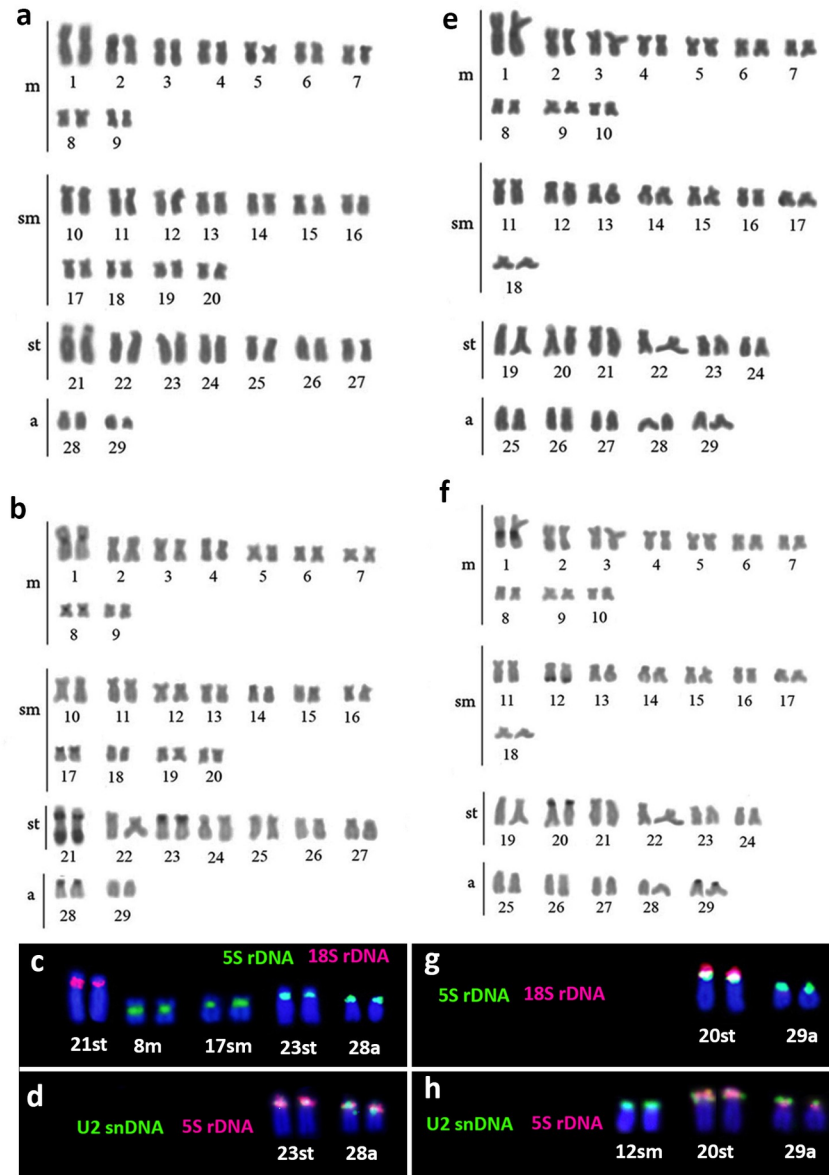 a
m
1 2 3 4 5 6 7
8 9
sm
10 11 12 13 14 15 16
17 18 19 20
st
21 22 23 24 25 26 27
a
28 29
b
m
1 2 3 4 5 6 7
8 9
sm
10 11 12 13 14 15 16
17 18 19 20
st
21 22 23 24 25 26 27
a
28 29
c
5S rDNA 18S rDNA
21st 8m 17sm 23st 28a
d
U2 snDNA 5S rDNA
23st 28a
e
m
1 2 3 4 5 6 7
8 9 10
sm
11 12 13 14 15 16 17
18
st
19 20 21 22 23 24
a
25 26 27 28 29
f
m
1 2 3 4 5 6 7
8 9 10
sm
11 12 13 14 15 16 17
18
st
19 20 21 22 23 24
a
25 26 27 28 29
g
5S rDNA 18S rDNA
20st 29a
h
U2 snDNA 5S rDNA
12sm 20st 29a